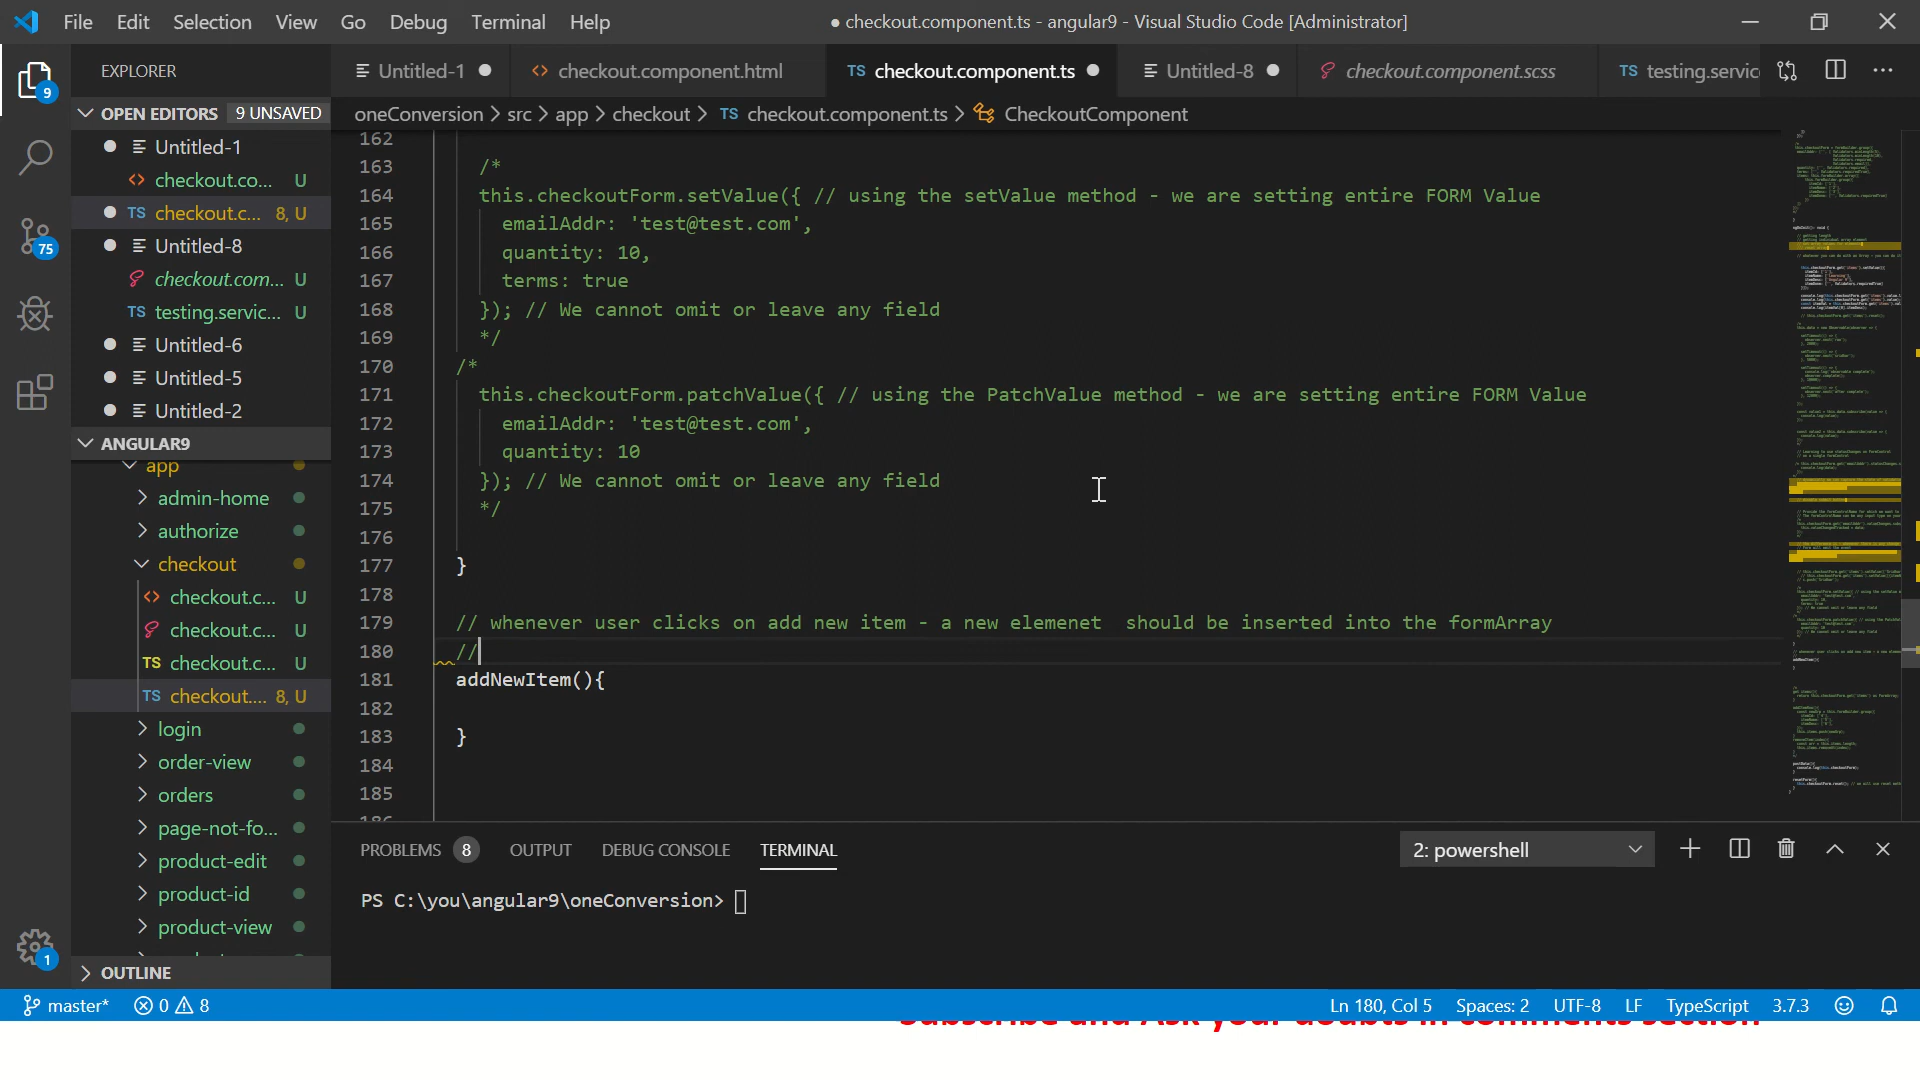 File Edit Selection View Go Debug Terminal Help
● checkout.component.ts - angular9 - Visual Studio Code [Administrator]
EXPLORER
Untitled-1
checkout.component.html
TS checkout.component.ts
Untitled-8
checkout.component.scss
TS testing.servic
oneConversion > src > app > checkout > TS checkout.component.ts > CheckoutComponent
9
OPEN EDITORS 9 UNSAVED
Untitled-1
checkout.co... U
TS checkout.c... 8, U
Untitled-8
checkout.com... U
TS testing.servic... U
Untitled-6
Untitled-5
Untitled-2
75
ANGULAR9
app
admin-home
authorize
checkout
checkout.c... U
checkout.c... U
TS checkout.c... U
TS checkout.... 8, U
login
order-view
orders
page-not-fo...
product-edit
product-id
product-view
OUTLINE
1
162
163 /*
164 this.checkoutForm.setValue({ // using the setValue method - we are setting entire FORM Value
165 emailAddr: 'test@test.com',
166 quantity: 10,
167 terms: true
168 }); // We cannot omit or leave any field
169 */
170 /*
171 this.checkoutForm.patchValue({ // using the PatchValue method - we are setting entire FORM Value
172 emailAddr: 'test@test.com',
173 quantity: 10
174 }); // We cannot omit or leave any field
175 */
176
177 }
178
179 // whenever user clicks on add new item - a new elemenet  should be inserted into the formArray
180 //
181 addNewItem(){
182
183 }
184
185
PROBLEMS 8 OUTPUT DEBUG CONSOLE TERMINAL
2: powershell
PS C:\you\angular9\oneConversion>
master* 0 8
Ln 180, Col 5 Spaces: 2 UTF-8 LF TypeScript 3.7.3
Subscribe and Ask your doubts in comments section